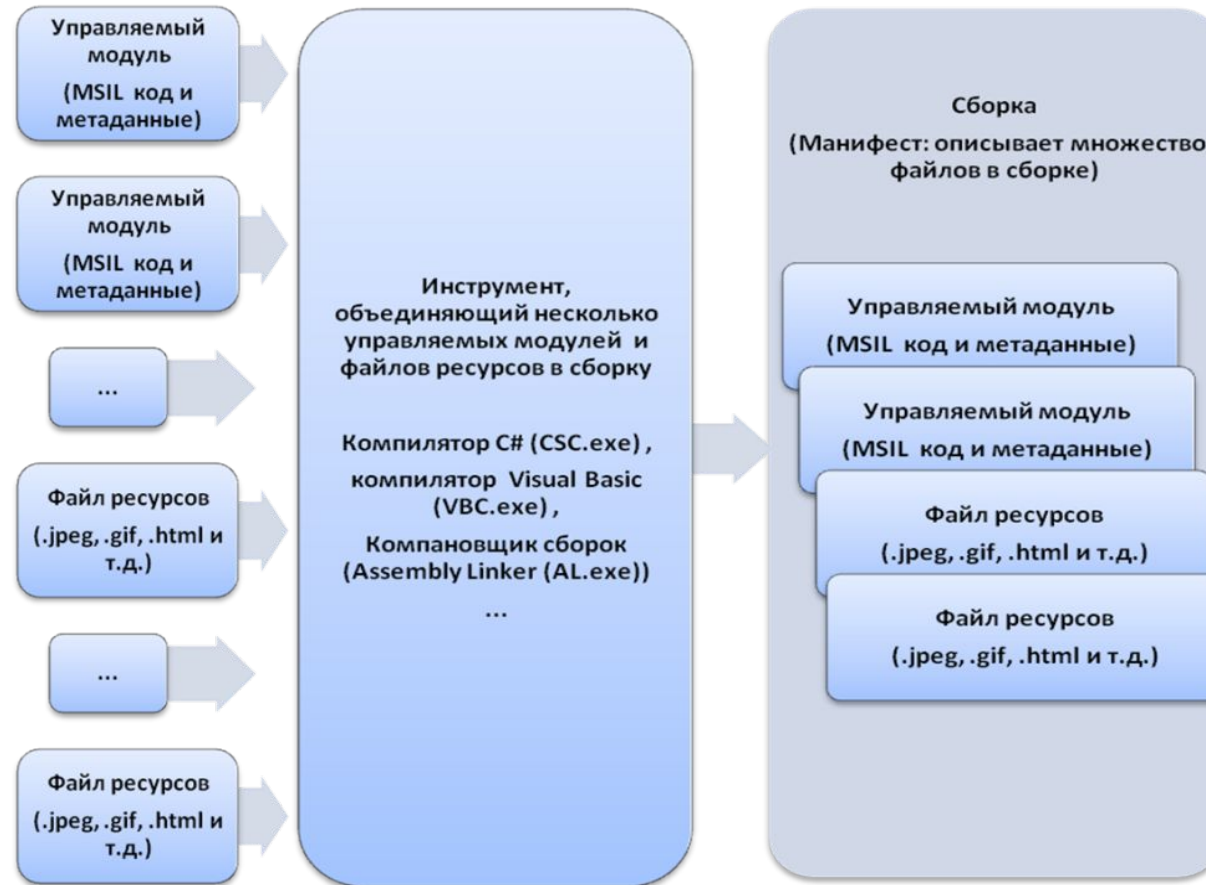 Управляемый
модуль
(MSIL код и
метаданные)
Управляемый
модуль
(MSIL код и
метаданные)
...
Файл ресурсов
(.jpeg, .gif, .html и
т.д.)
...
Файл ресурсов
(.jpeg, .gif, .html и
т.д.)
Инструмент,
объединяющий несколько
управляемых модулей и
файлов ресурсов в сборку
Компилятор C# (CSC.exe) ,
компилятор Visual Basic
(VBC.exe) ,
Компановщик сборок
(Assembly Linker (AL.exe))
...
Сборка
(Манифест: описывает множество
файлов в сборке)
Управляемый модуль
(MSIL код и метаданные)
Управляемый модуль
(MSIL код и метаданные)
Файл ресурсов
(.jpeg, .gif, .html и т.д.)
Файл ресурсов
(.jpeg, .gif, .html и т.д.)